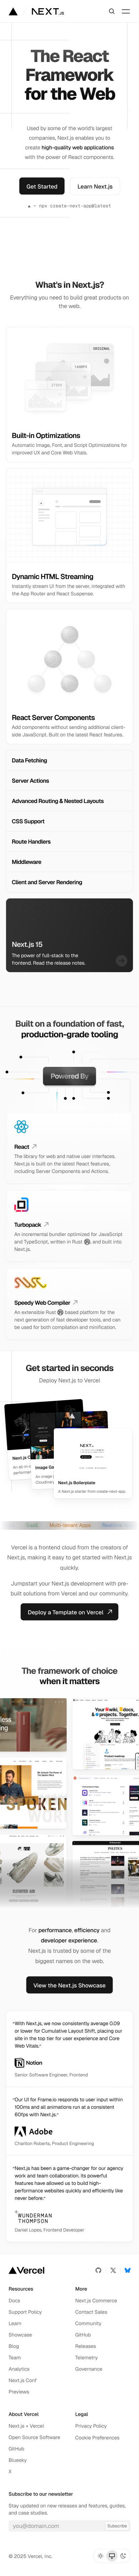 NEXT.JS
The React
Framework
for the Web
Used by some of the world's largest
companies, Next.js enables you to
create high-quality web applications
with the power of React components.
Get Started
Learn Next.js
▲ ~ npx create-next-app@latest
What's in Next.js?
Everything you need to build great products on
the web.
Built-in Optimizations
Automatic Image, Font, and Script Optimizations for
improved UX and Core Web Vitals.
Dynamic HTML Streaming
Instantly stream UI from the server, integrated with
the App Router and React Suspense.
React Server Components
Add components without sending additional client-
side JavaScript. Built on the latest React features.
Data Fetching
Server Actions
Advanced Routing & Nested Layouts
CSS Support
Route Handlers
Middleware
Client and Server Rendering
Next.js 15
The power of full-stack to the
frontend. Read the release notes.
Built on a foundation of fast,
production-grade tooling
Powered By
React
The library for web and native user interfaces.
Next.js is built on the latest React features,
including Server Components and Actions.
Turbopack
An incremental bundler optimized for JavaScript
and TypeScript, written in Rust and built into
Next.js.
Speedy Web Compiler
An extensible Rust based platform for the
next generation of fast developer tools, and can
be used for both compilation and minification.
Get started in seconds
Deploy Next.js to Vercel
Next.js Boilerplate
A Next.js starter from create-next-app.
SaaS
Multi-tenant Apps
Vercel is a frontend cloud from the creators of
Next.js, making it easy to get started with Next.js
quickly.
Jumpstart your Next.js development with pre-
built solutions from Vercel and our community.
Deploy a Template on Vercel
The framework of choice
when it matters
For performance, efficiency and
developer experience.
Next.js is trusted by some of the
biggest names on the web.
View the Next.js Showcase
"With Next.js, we now consistently average 0.09
or lower for Cumulative Layout Shift, placing our
site in the top tier for user experience and Core
Web Vitals."
Notion
Senior Software Engineer, Frontend
"Our UI for Frame.io responds to user input within
100ms and all animations run at a consistent
60fps with Next.js."
Adobe
Charlton Roberts, Product Engineering
"Next.js has been a game-changer for our agency
work and team collaboration. Its powerful
features have allowed us to build high-
performance websites quickly and efficiently like
never before."
WUNDERMAN
THOMPSON
Daniel Lopes, Frontend Developer
Vercel
Resources
Docs
Support Policy
Learn
Showcase
Blog
Team
Analytics
Next.js Conf
Previews
More
Next.js Commerce
Contact Sales
Community
GitHub
Releases
Telemetry
Governance
About Vercel
Next.js + Vercel
Open Source Software
GitHub
Bluesky
X
Legal
Privacy Policy
Cookie Preferences
Subscribe to our newsletter
Stay updated on new releases and features, guides,
and case studies.
you@domain.com
Subscribe
© 2025 Vercel, Inc.